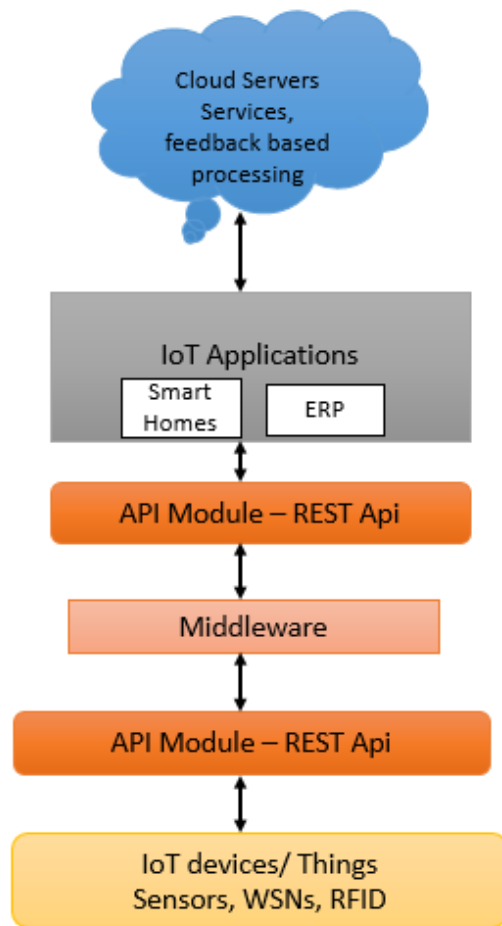 Cloud Servers
Services,
feedback based
processing
IoT Applications
Smart
Homes
ERP
API Module – REST Api
Middleware
API Module – REST Api
IoT devices/ Things
Sensors, WSNs, RFID